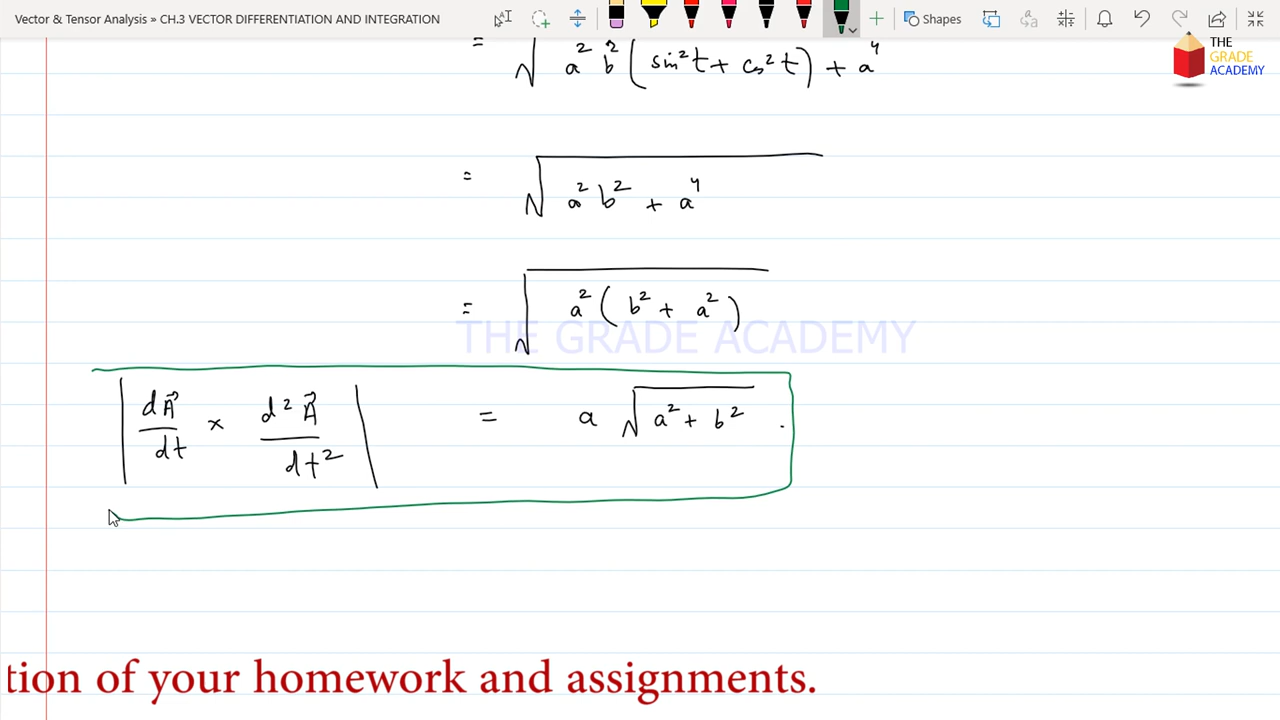 Vector & Tensor Analysis » CH.3 VECTOR DIFFERENTIATION AND INTEGRATION
Shapes
THE
GRADE
ACADEMY
= √ a² b² ( sin²t + cos²t ) + a⁴
= √ a² b² + a⁴
= √ a² ( b² + a² )
THE GRADE ACADEMY
| dA⃗/dt × d²A⃗/dt² | = a √ a² + b² .
tion of your homework and assignments.